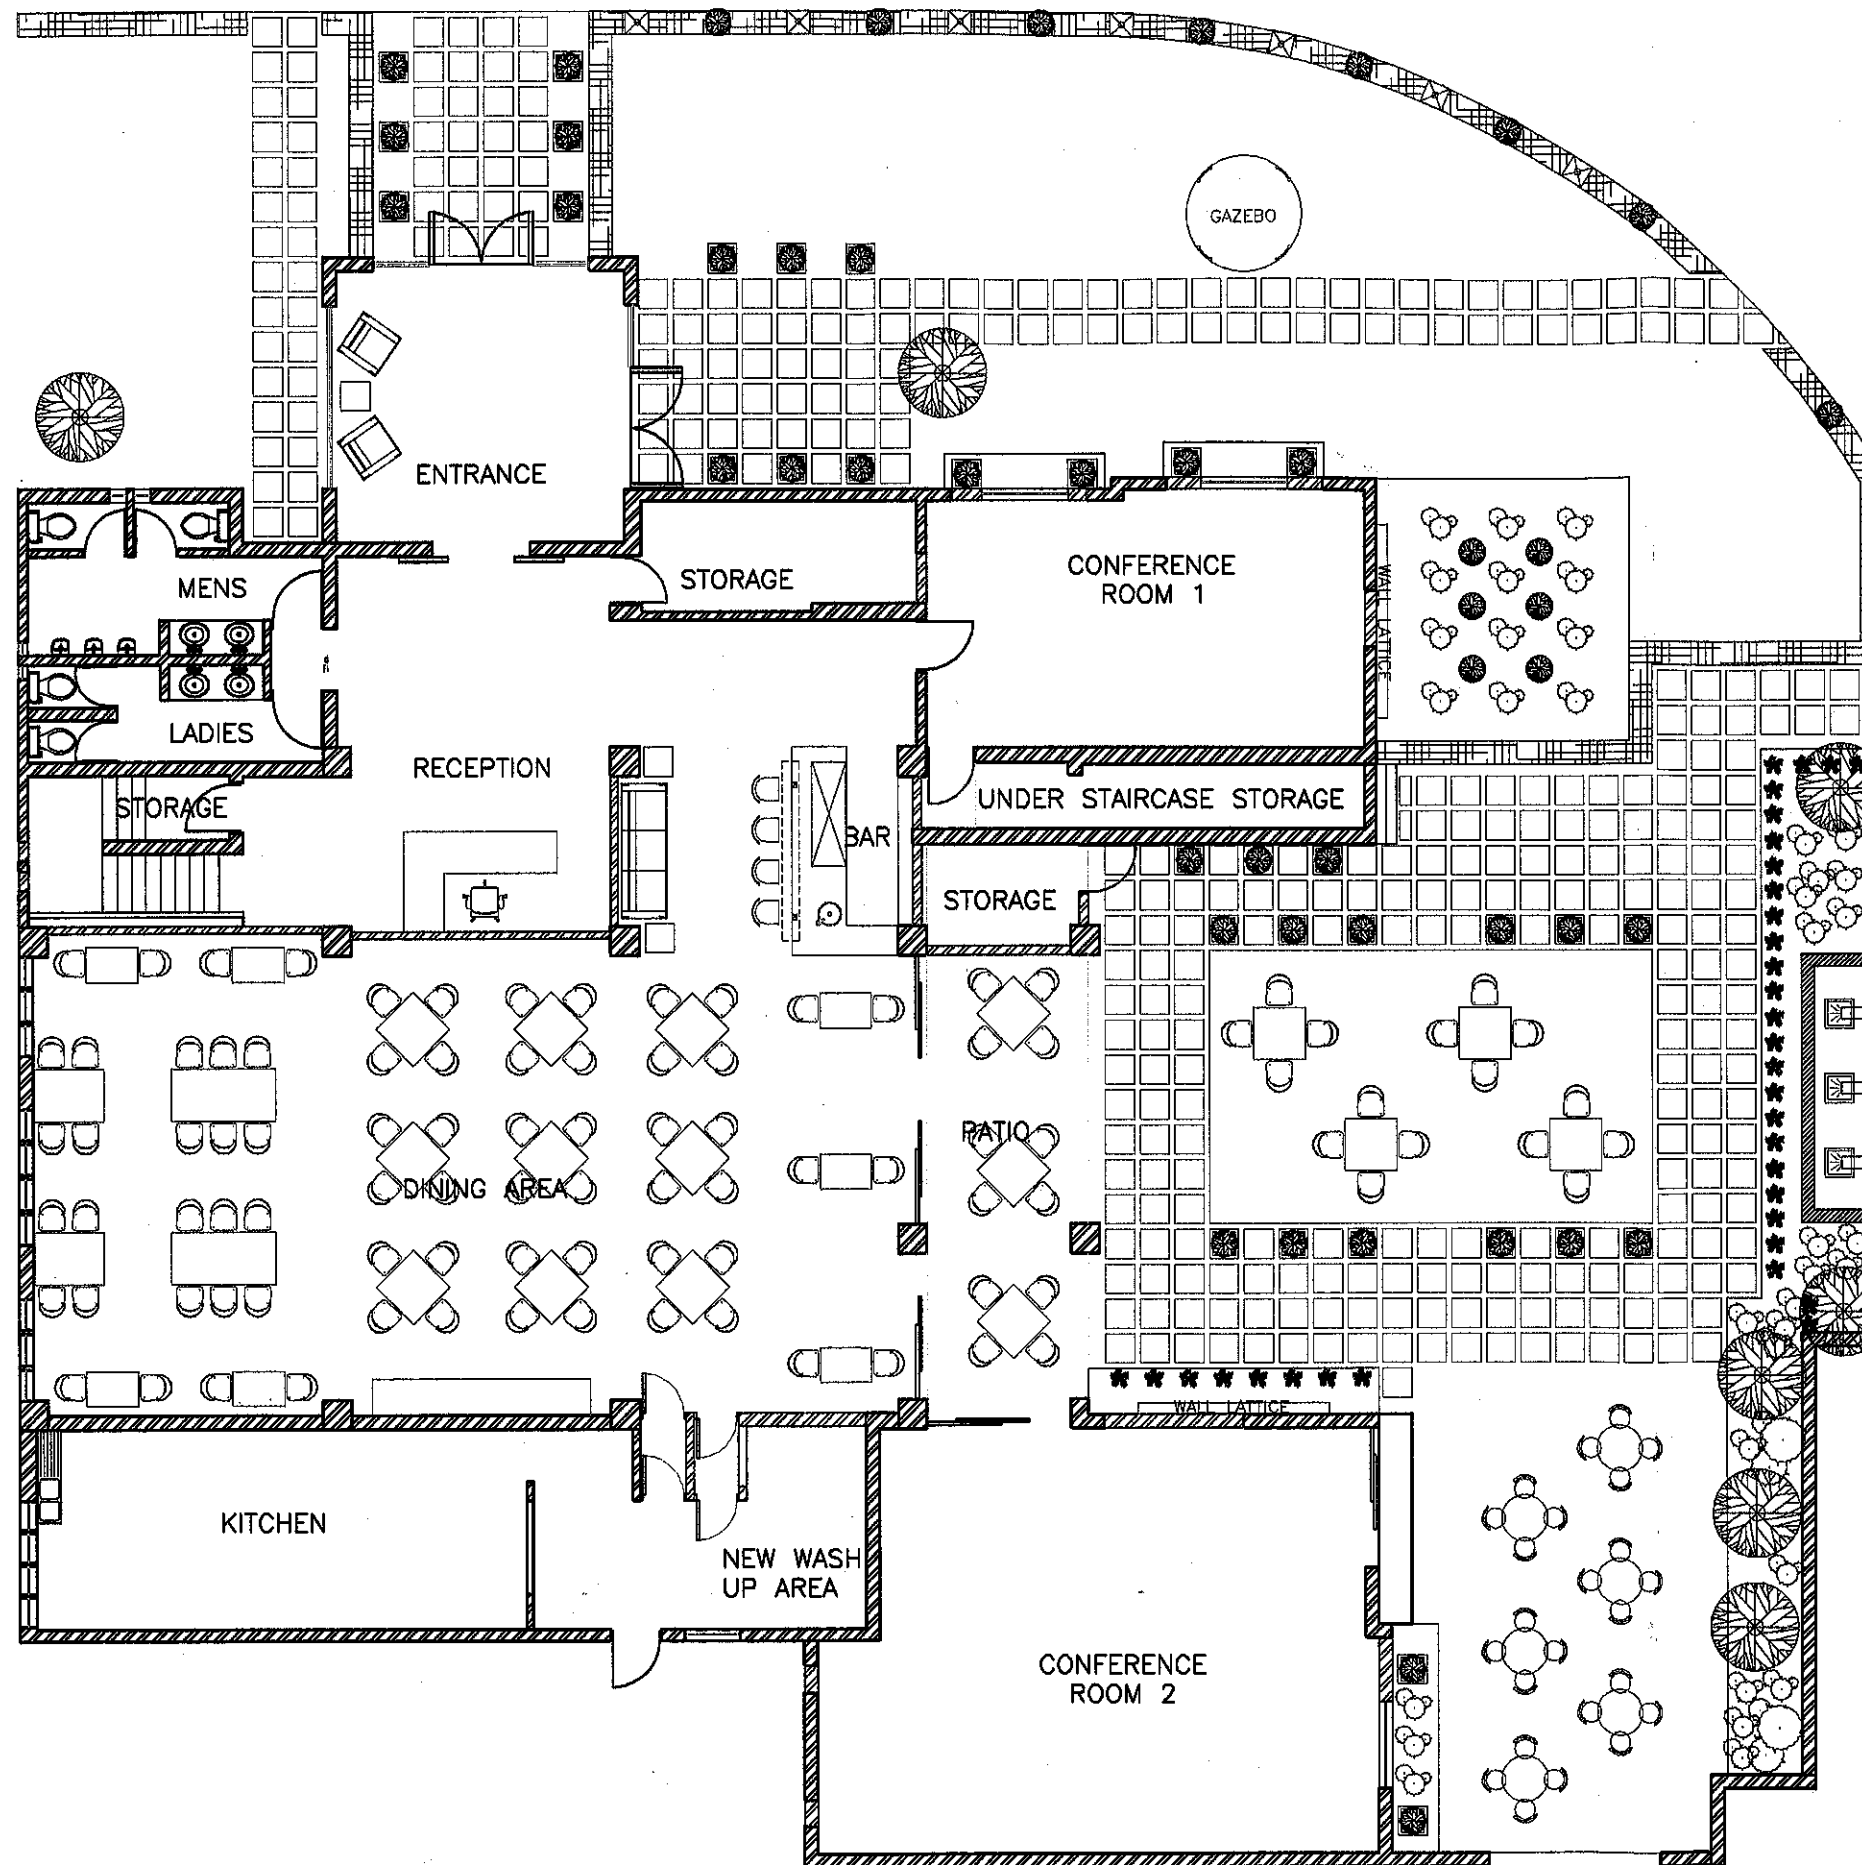 GAZEBO
ENTRANCE
STORAGE
CONFERENCE
ROOM 1
MENS
WALL LATTICE
LADIES
RECEPTION
STORAGE
UNDER STAIRCASE STORAGE
BAR
STORAGE
PATIO
DINING AREA
WALL LATTICE
KITCHEN
NEW WASH
UP AREA
CONFERENCE
ROOM 2